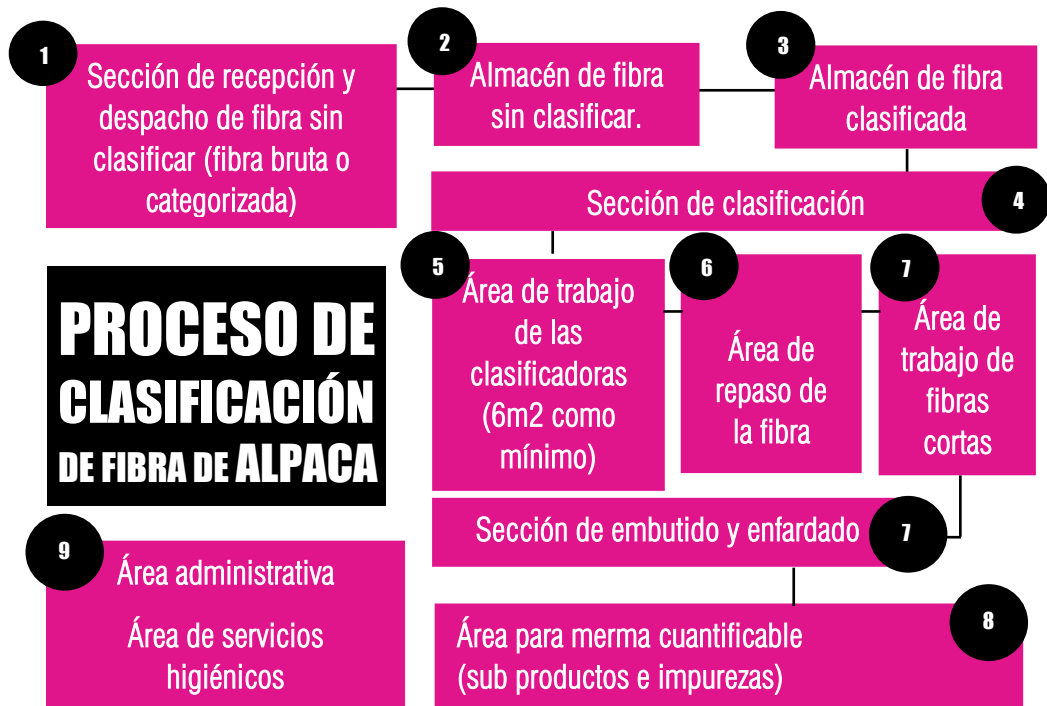 1
Sección de recepción y
despacho de fibra sin
clasificar (fibra bruta o
categorizada)
2
Almacén de fibra
sin clasificar.
3
Almacén de fibra
clasificada
Sección de clasificación
4
PROCESO DE
CLASIFICACIÓN
DE FIBRA DE ALPACA
5
Área de trabajo
de las
clasificadoras
(6m2 como
mínimo)
6
Área de
repaso de
la fibra
7
Área de
trabajo de
fibras
cortas
Sección de embutido y enfardado
7
8
Área para merma cuantificable
(sub productos e impurezas)
9
Área administrativa
Área de servicios
higiénicos